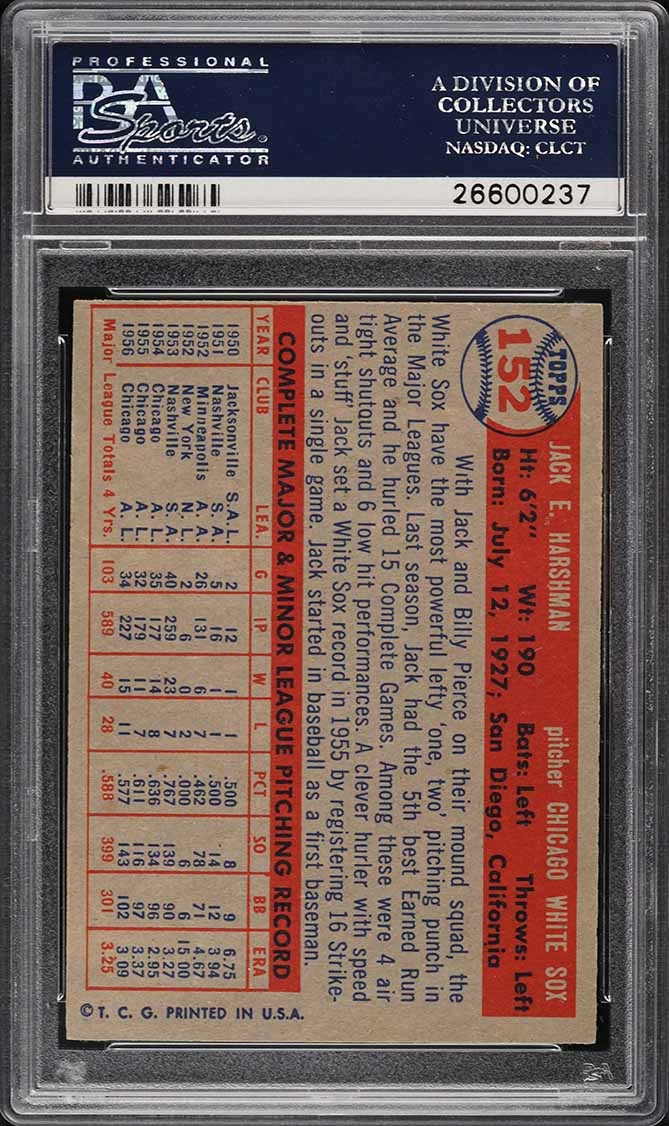 PROFESSIONAL
PSA
Sports
AUTHENTICATOR
A DIVISION OF
COLLECTORS
UNIVERSE
NASDAQ: CLCT
26600237
TOPPS
152
JACK E. HARSHMAN pitcher CHICAGO WHITE SOX
Ht: 6'2" Wt: 190 Bats: Left Throws: Left
Born: July 12, 1927; San Diego, California
With Jack and Billy Pierce on their mound squad, the
White Sox have the most powerful lefty 'one, two' pitching punch in
the Major Leagues. Last season, Jack had the 5th best Earned Run
Average and he hurled 15 Complete Games. Among these were 4 air
tight shutouts and 6 low hit performances. A clever hurler with speed
and 'stuff' Jack set a White Sox record in 1955 by registering 16 Strike-
outs in a single game. Jack started in baseball as a first baseman.
COMPLETE MAJOR & MINOR LEAGUE PITCHING RECORD
YEAR CLUB LEA. G IP W L PCT SO BB ERA
1950 Jacksonville S.A.L. 2 12 1 1 .500 8 9 6.75
1951 Nashville S.A. 5 16 1 1 .500 14 12 3.94
1952 Minneapolis A.A. 26 131 6 7 .462 78 71 4.67
1952 New York N.L. 2 6 0 2 .000 6 6 15.00
1953 Nashville S.A. 40 259 23 7 .767 139 90 3.27
1954 Chicago A.L. 35 177 14 8 .636 134 96 2.95
1955 Chicago A.L. 32 179 11 7 .611 116 97 3.37
1956 Chicago A.L. 34 227 15 11 .577 143 102 3.09
Major League Totals 4 Yrs. 103 589 40 28 .588 399 301 3.25
© T. C. G. PRINTED IN U.S.A.